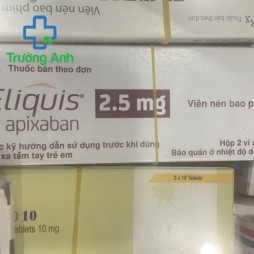 Viên nén bao phim
Trường Anh
Thuốc bán theo đơn
Eliquis® 2.5 mg
apixaban
Viên nén bao p
kỹ hướng dẫn sử dụng trước khi dùng
xa tầm tay trẻ em
Hộp 2 vỉ x
Bảo quản ở nhiệt độ d
10
3 x 10 Tablets
ablets 10 mg